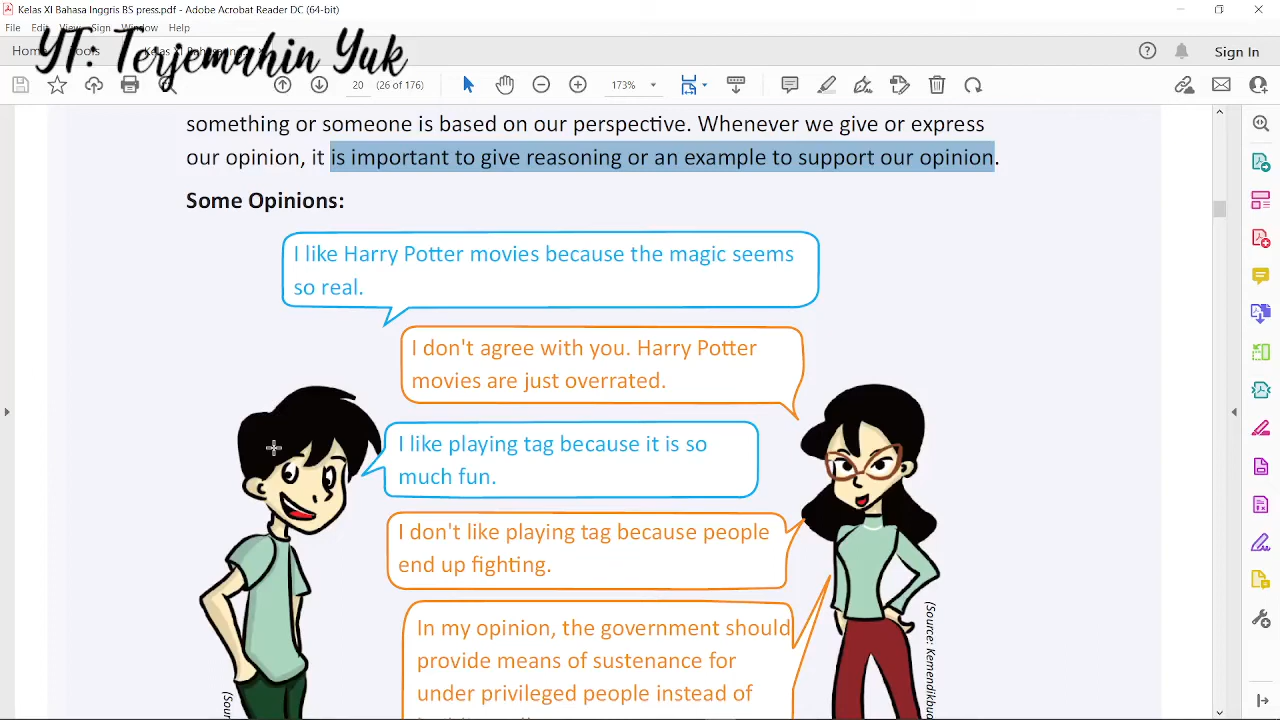 Kelas XI Bahasa Inggris BS press.pdf - Adobe Acrobat Reader DC (64-bit)
File Edit View Sign Window Help
YT: Terjemahin Yuk
Home Tools
Sign In
20 (26 of 176) 173%
something or someone is based on our perspective. Whenever we give or express
our opinion, it is important to give reasoning or an example to support our opinion.
Some Opinions:
I like Harry Potter movies because the magic seems
so real.
I don't agree with you. Harry Potter
movies are just overrated.
I like playing tag because it is so
much fun.
I don't like playing tag because people
end up fighting.
In my opinion, the government should
provide means of sustenance for
under privileged people instead of
(Source: Kemendikbud
(Sour